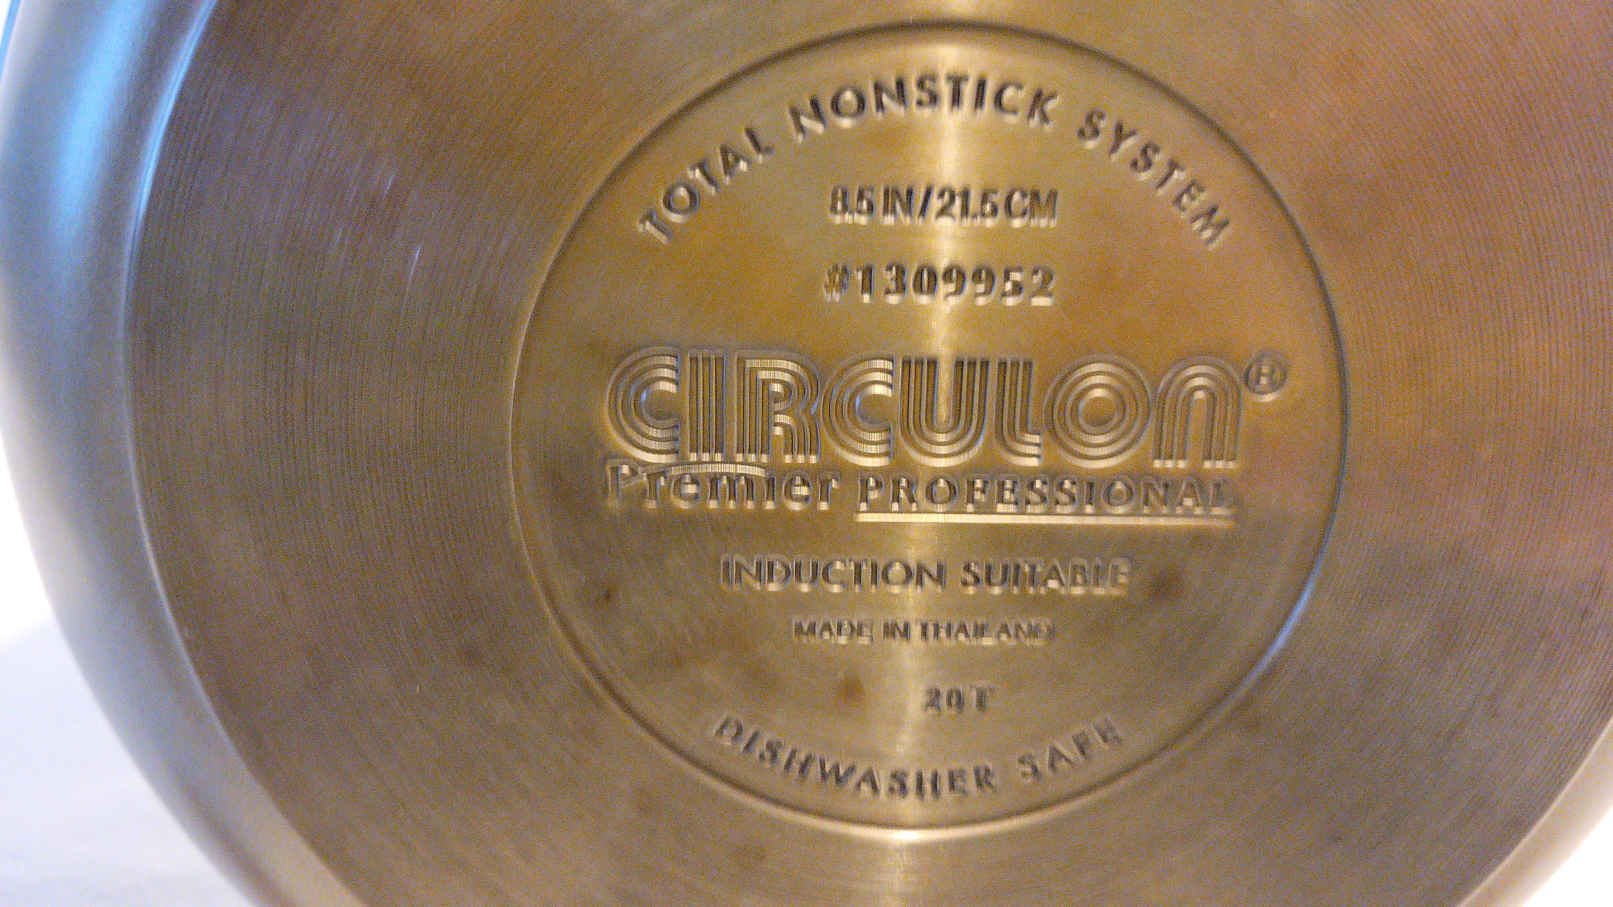 TOTAL NONSTICK SYSTEM
8.5 IN/21.5 CM
#1309952
CIRCULON®
Premier PROFESSIONAL
INDUCTION SUITABLE
MADE IN THAILAND
20 T
DISHWASHER SAFE